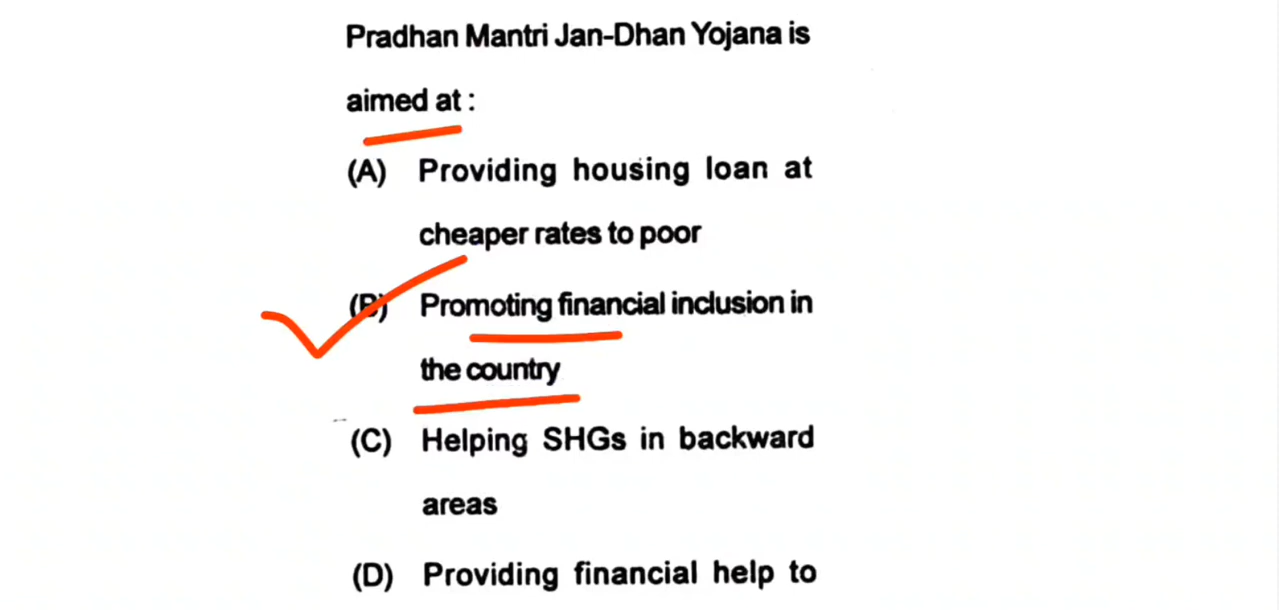 Pradhan Mantri Jan-Dhan Yojana is
aimed at :
(A) Providing housing loan at
cheaper rates to poor
(B) Promoting financial inclusion in
the country
(C) Helping SHGs in backward
areas
(D) Providing financial help to